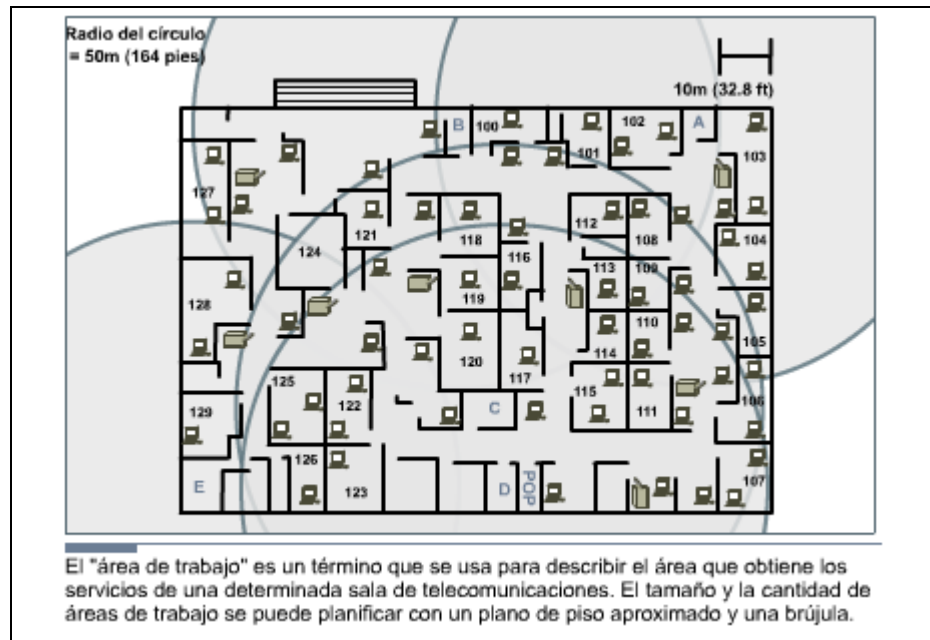 Radio del círculo
= 50m (164 pies)
10m (32.8 ft)
B
100
102
A
101
103
127
112
121
118
108
104
124
116
113
109
119
128
110
105
114
120
117
125
115
122
106
129
C
111
126
E
123
D
POP
107
El "área de trabajo" es un término que se usa para describir el área que obtiene los
servicios de una determinada sala de telecomunicaciones. El tamaño y la cantidad de
áreas de trabajo se puede planificar con un plano de piso aproximado y una brújula.